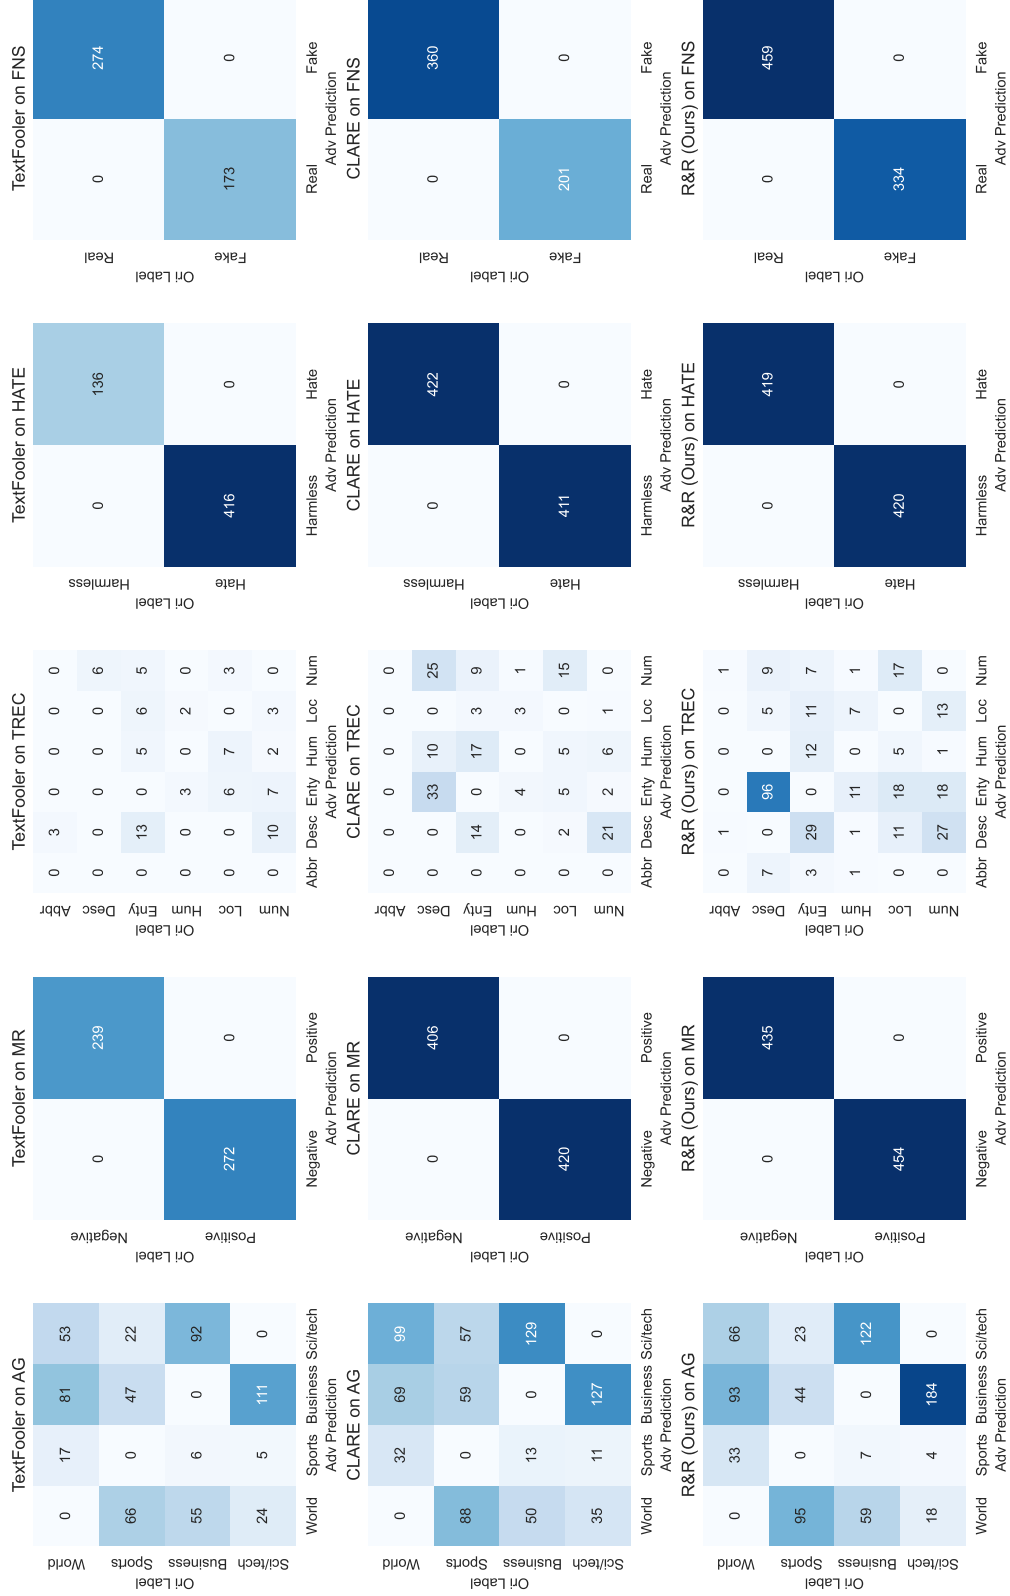 TextFooler on AG
Ori Label
World
Sports
Business
Sci/tech
0 17 81 53
66 0 47 22
55 6 0 92
24 5 111 0
World Sports Business Sci/tech
Adv Prediction
TextFooler on MR
Ori Label
Negative
Positive
0 239
272 0
Negative Positive
Adv Prediction
TextFooler on TREC
Ori Label
Abbr
Desc
Enty
Hum
Loc
Num
0 3 0 0 0 0
0 0 0 0 0 6
0 13 0 5 6 5
0 0 3 0 2 0
0 0 6 7 0 3
0 10 7 2 3 0
Abbr Desc Enty Hum Loc Num
Adv Prediction
TextFooler on HATE
Ori Label
Harmless
Hate
0 136
416 0
Harmless Hate
Adv Prediction
TextFooler on FNS
Ori Label
Real
Fake
0 274
173 0
Real Fake
Adv Prediction
CLARE on AG
Ori Label
World
Sports
Business
Sci/tech
0 32 69 99
88 0 59 57
50 13 0 129
35 11 127 0
World Sports Business Sci/tech
Adv Prediction
CLARE on MR
Ori Label
Negative
Positive
0 406
420 0
Negative Positive
Adv Prediction
CLARE on TREC
Ori Label
Abbr
Desc
Enty
Hum
Loc
Num
0 0 0 0 0 0
0 0 33 10 0 25
0 14 0 17 3 9
0 0 4 0 3 1
0 2 5 5 0 15
0 21 2 6 1 0
Abbr Desc Enty Hum Loc Num
Adv Prediction
CLARE on HATE
Ori Label
Harmless
Hate
0 422
411 0
Harmless Hate
Adv Prediction
CLARE on FNS
Ori Label
Real
Fake
0 360
201 0
Real Fake
Adv Prediction
R&R (Ours) on AG
Ori Label
World
Sports
Business
Sci/tech
0 33 93 66
95 0 44 23
59 7 0 122
18 4 184 0
World Sports Business Sci/tech
Adv Prediction
R&R (Ours) on MR
Ori Label
Negative
Positive
0 435
454 0
Negative Positive
Adv Prediction
R&R (Ours) on TREC
Ori Label
Abbr
Desc
Enty
Hum
Loc
Num
0 1 0 0 0 1
7 0 96 0 5 9
3 29 0 12 11 7
1 1 11 0 7 1
0 11 18 5 0 17
0 27 18 1 13 0
Abbr Desc Enty Hum Loc Num
Adv Prediction
R&R (Ours) on HATE
Ori Label
Harmless
Hate
0 419
420 0
Harmless Hate
Adv Prediction
R&R (Ours) on FNS
Ori Label
Real
Fake
0 459
334 0
Real Fake
Adv Prediction